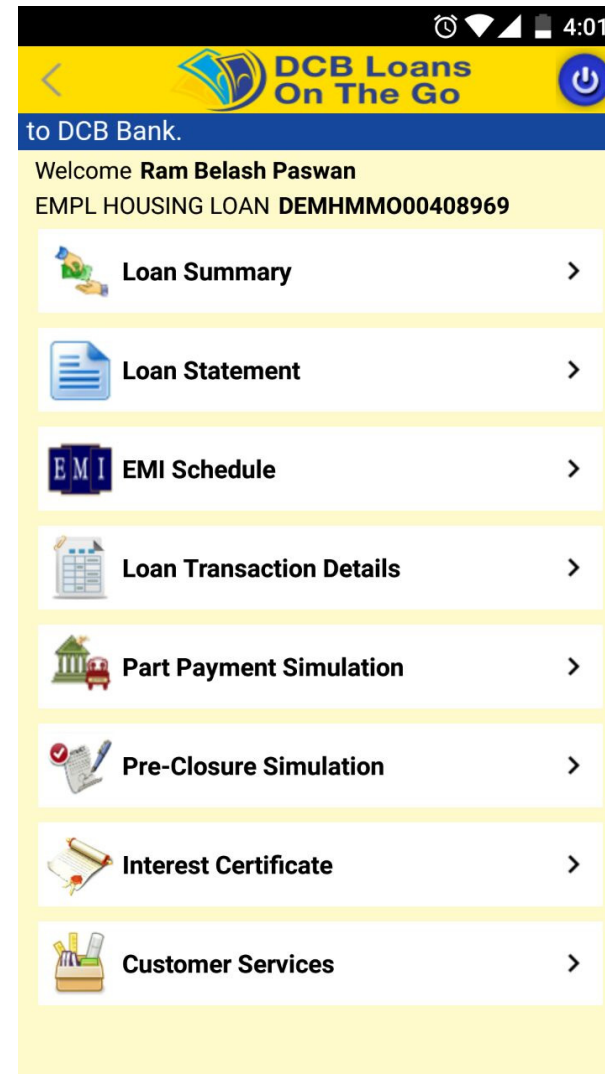 4:01
DCB Loans
On The Go
to DCB Bank.
Welcome Ram Belash Paswan
EMPL HOUSING LOAN DEMHMMO00408969
Loan Summary
Loan Statement
EMI EMI Schedule
Loan Transaction Details
Part Payment Simulation
Pre-Closure Simulation
Interest Certificate
Customer Services